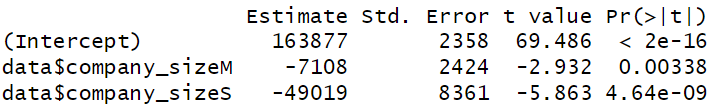 Estimate Std. Error t value Pr(>|t|)
(Intercept) 163877 2358 69.486 < 2e-16
data$company_sizeM -7108 2424 -2.932 0.00338
data$company_sizeS -49019 8361 -5.863 4.64e-09